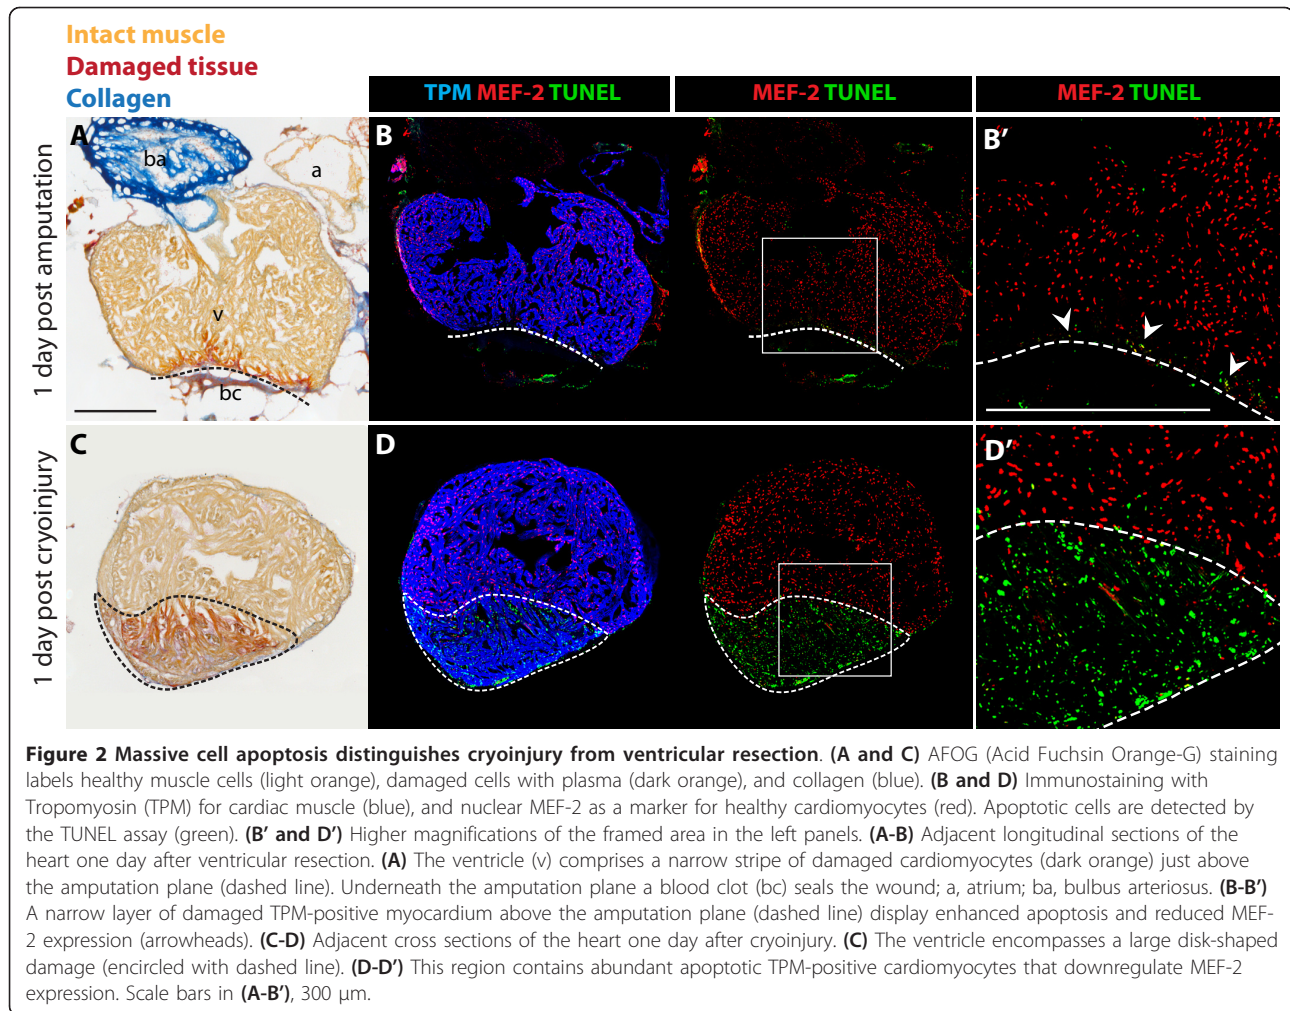 Intact muscle
Damaged tissue
Collagen
TPM MEF-2 TUNEL
MEF-2 TUNEL
MEF-2 TUNEL
1 day post amputation
A
ba
a
v
bc
B
B’
1 day post cryoinjury
C
D
D’
Figure 2 Massive cell apoptosis distinguishes cryoinjury from ventricular resection. (A and C) AFOG (Acid Fuchsin Orange-G) staining
labels healthy muscle cells (light orange), damaged cells with plasma (dark orange), and collagen (blue). (B and D) Immunostaining with
Tropomyosin (TPM) for cardiac muscle (blue), and nuclear MEF-2 as a marker for healthy cardiomyocytes (red). Apoptotic cells are detected by
the TUNEL assay (green). (B’ and D’) Higher magnifications of the framed area in the left panels. (A-B) Adjacent longitudinal sections of the
heart one day after ventricular resection. (A) The ventricle (v) comprises a narrow stripe of damaged cardiomyocytes (dark orange) just above
the amputation plane (dashed line). Underneath the amputation plane a blood clot (bc) seals the wound; a, atrium; ba, bulbus arteriosus. (B-B’)
A narrow layer of damaged TPM-positive myocardium above the amputation plane (dashed line) display enhanced apoptosis and reduced MEF-
2 expression (arrowheads). (C-D) Adjacent cross sections of the heart one day after cryoinjury. (C) The ventricle encompasses a large disk-shaped
damage (encircled with dashed line). (D-D’) This region contains abundant apoptotic TPM-positive cardiomyocytes that downregulate MEF-2
expression. Scale bars in (A-B’), 300 μm.